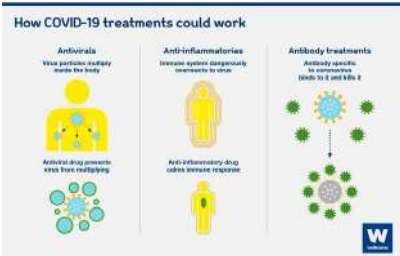 How COVID-19 treatments could work
Antivirals
Virus particles multiply
inside the body
Antiviral drug prevents
virus from multiplying
Anti-inflammatories
Immune system dangerously
overreacts to virus
Anti-inflammatory drug
calms immune response
Antibody treatments
Antibody specific
to coronavirus
binds to it and kills it
W
wellcome